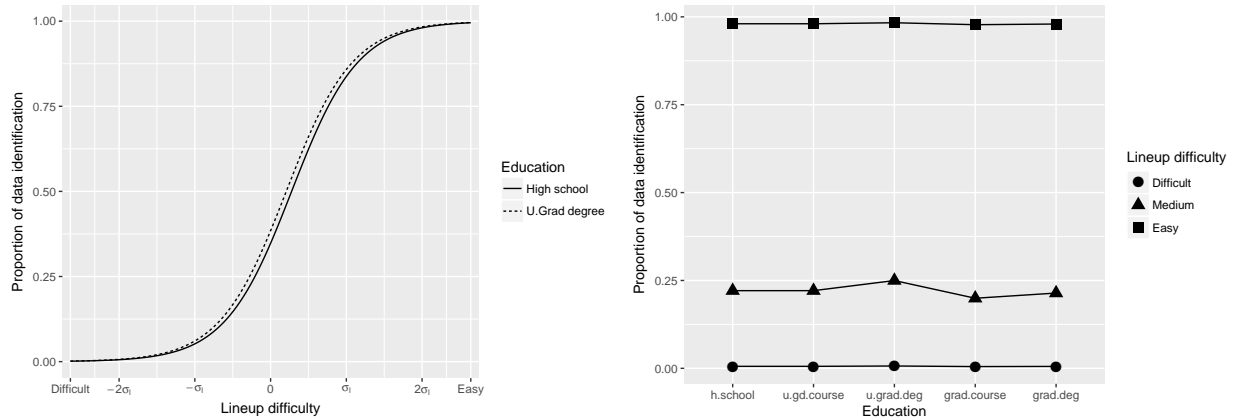 Proportion of data identification
1.00
0.75
0.50
0.25
0.00
Difficult −2σl −σl 0 σl 2σl Easy
Lineup difficulty
Education
High school
U.Grad degree
Proportion of data identification
1.00
0.75
0.50
0.25
0.00
h.school u.gd.course u.grad.deg grad.course grad.deg
Education
Lineup difficulty
Difficult
Medium
Easy